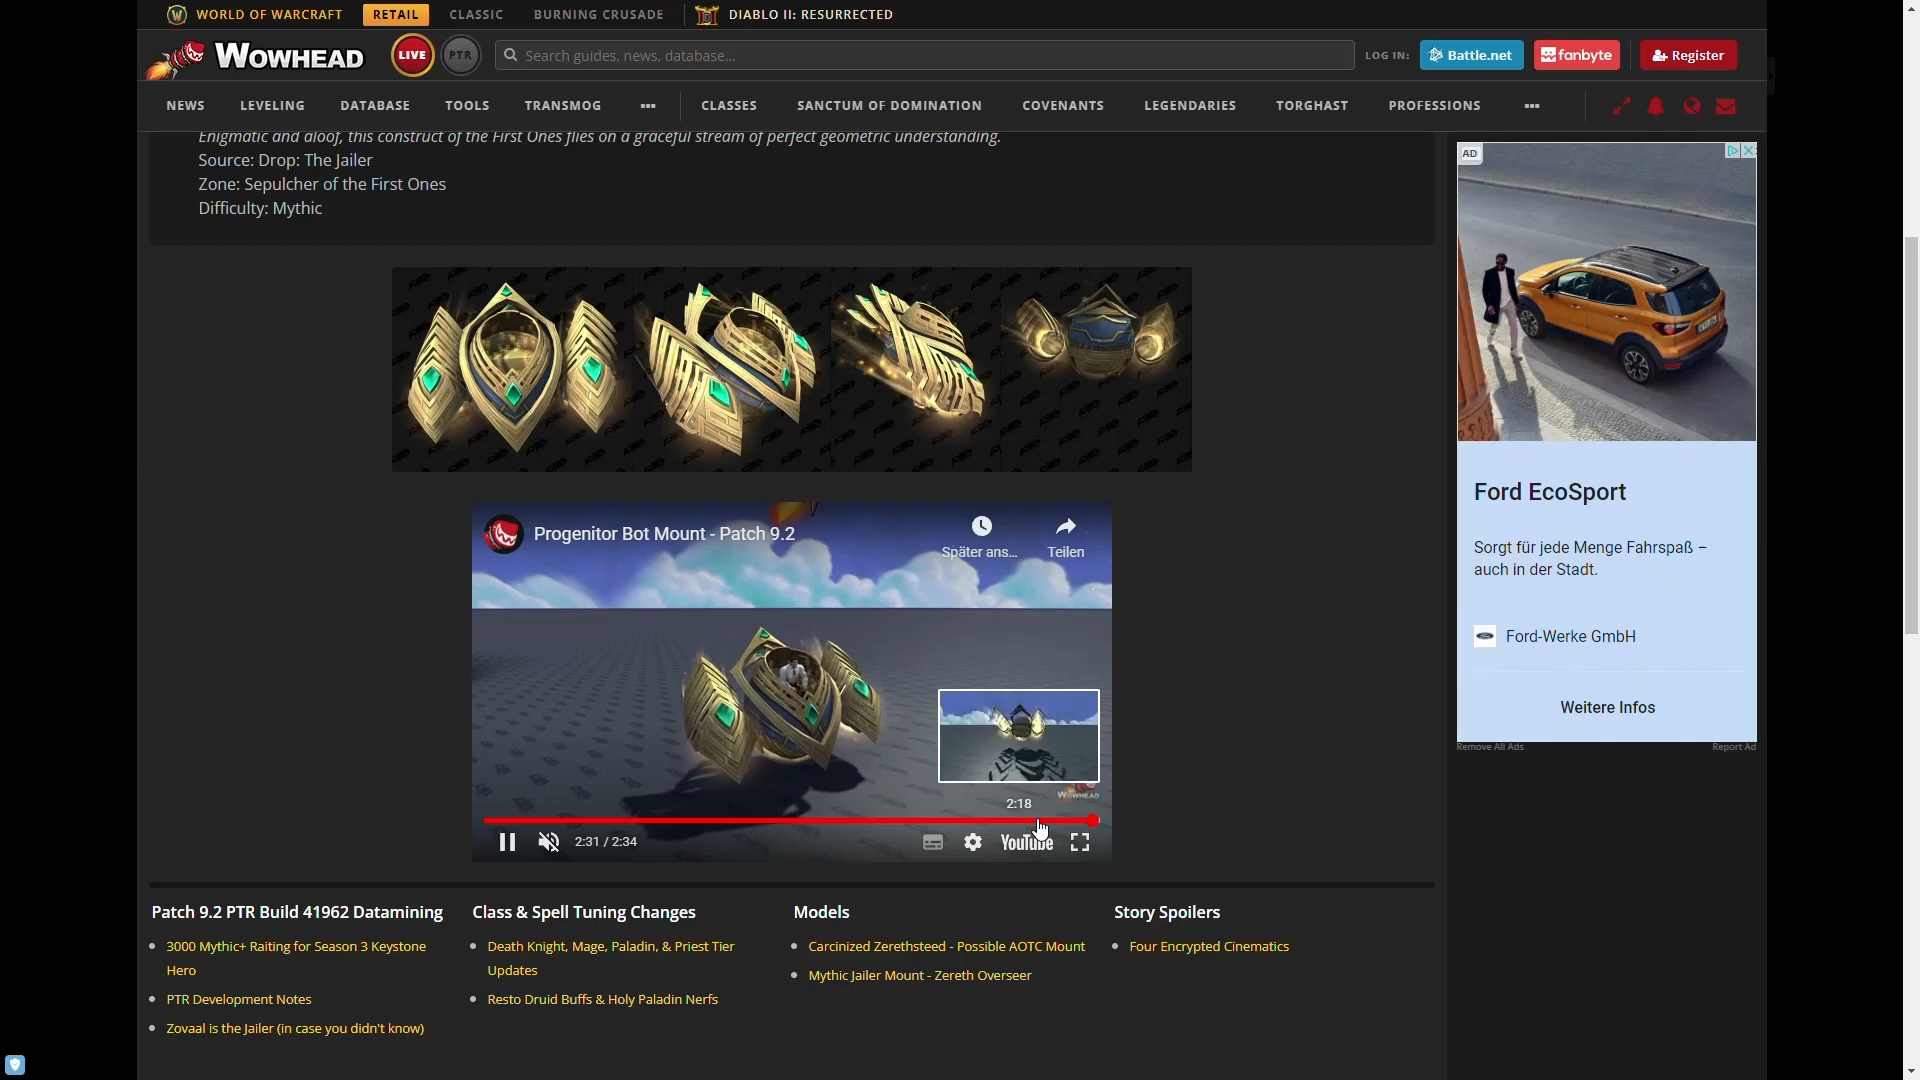 WORLD OF WARCRAFT RETAIL CLASSIC BURNING CRUSADE DIABLO II: RESURRECTED
WOWHEAD LIVE PTR Search guides, news, database... LOG IN: Battle.net fanbyte Register
NEWS LEVELING DATABASE TOOLS TRANSMOG ••• CLASSES SANCTUM OF DOMINATION COVENANTS LEGENDARIES TORGHAST PROFESSIONS •••
Enigmatic and aloof, this construct of the First Ones flies on a graceful stream of perfect geometric understanding.
Source: Drop: The Jailer
Zone: Sepulcher of the First Ones
Difficulty: Mythic
Progenitor Bot Mount - Patch 9.2
Später ans...
Teilen
WOWHEAD
2:18
2:31 / 2:34
YouTube
AD
Ford EcoSport
Sorgt für jede Menge Fahrspaß –
auch in der Stadt.
Ford-Werke GmbH
Weitere Infos
Remove All Ads
Report Ad
Patch 9.2 PTR Build 41962 Datamining
3000 Mythic+ Raiting for Season 3 Keystone
Hero
PTR Development Notes
Zovaal is the Jailer (in case you didn't know)
Class & Spell Tuning Changes
Death Knight, Mage, Paladin, & Priest Tier
Updates
Resto Druid Buffs & Holy Paladin Nerfs
Models
Carcinized Zerethsteed - Possible AOTC Mount
Mythic Jailer Mount - Zereth Overseer
Story Spoilers
Four Encrypted Cinematics